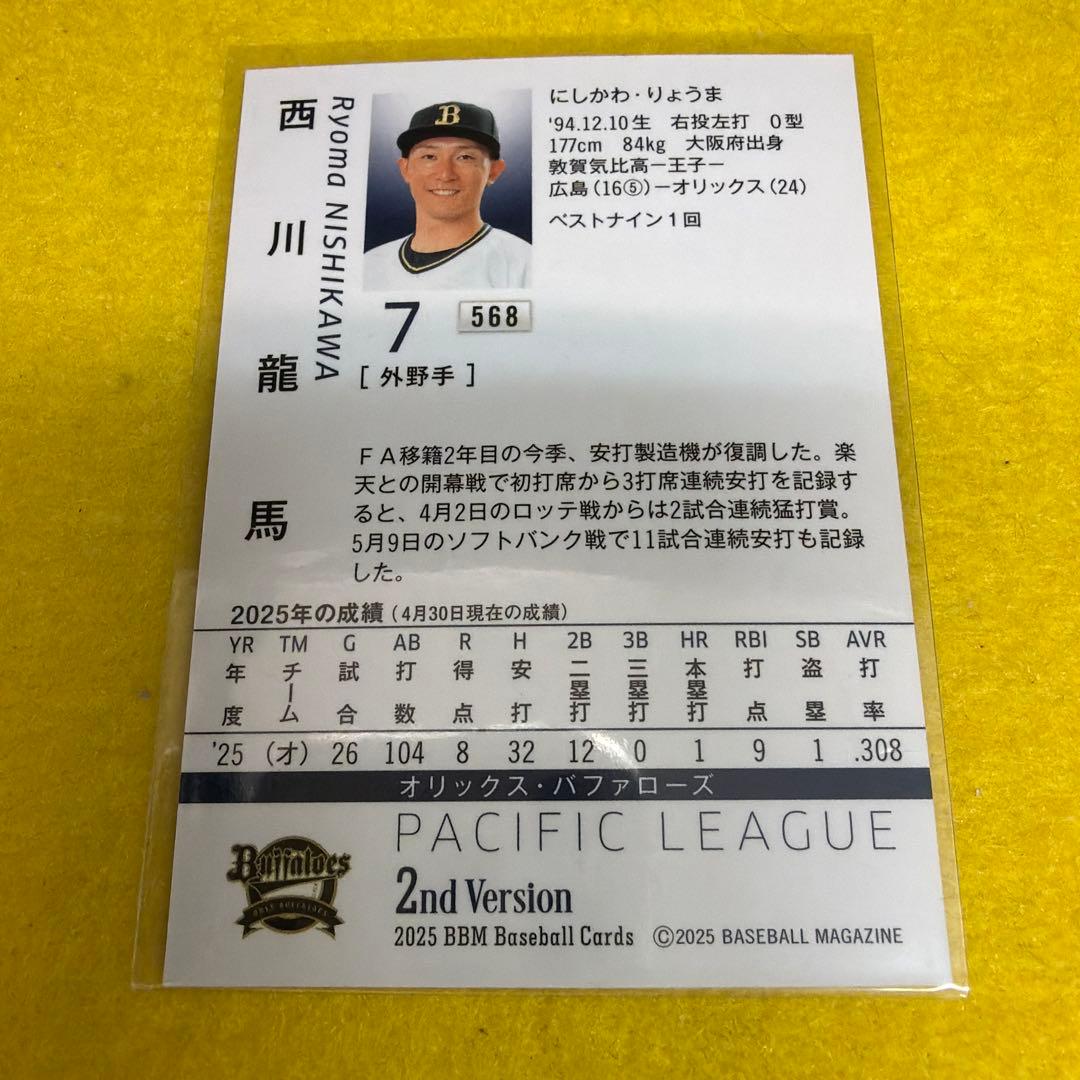 西川龍馬
Ryoma NISHIKAWA
B
にしかわ・りょうま
'94.12.10生 右投左打 O型
177cm 84kg 大阪府出身
敦賀気比高ー王子ー
広島(16⑤)ーオリックス(24)
ベストナイン1回
7
568
[外野手]
FA移籍2年目の今季、安打製造機が復調した。楽
天との開幕戦で初打席から3打席連続安打を記録す
ると、4月2日のロッテ戦からは2試合連続猛打賞。
5月9日のソフトバンク戦で11試合連続安打も記録
した。
2025年の成績(4月30日現在の成績)
YR TM G AB R H 2B 3B HR RBI SB AVR
年度 チーム 試合 打数 得点 安打 二塁打 三塁打 本塁打 打点 盗塁 打率
'25 (オ) 26 104 8 32 12 0 1 9 1 .308
オリックス・バファローズ
PACIFIC LEAGUE
Buffaloes
ORIX BUFFALOES
2nd Version
2025 BBM Baseball Cards ©2025 BASEBALL MAGAZINE